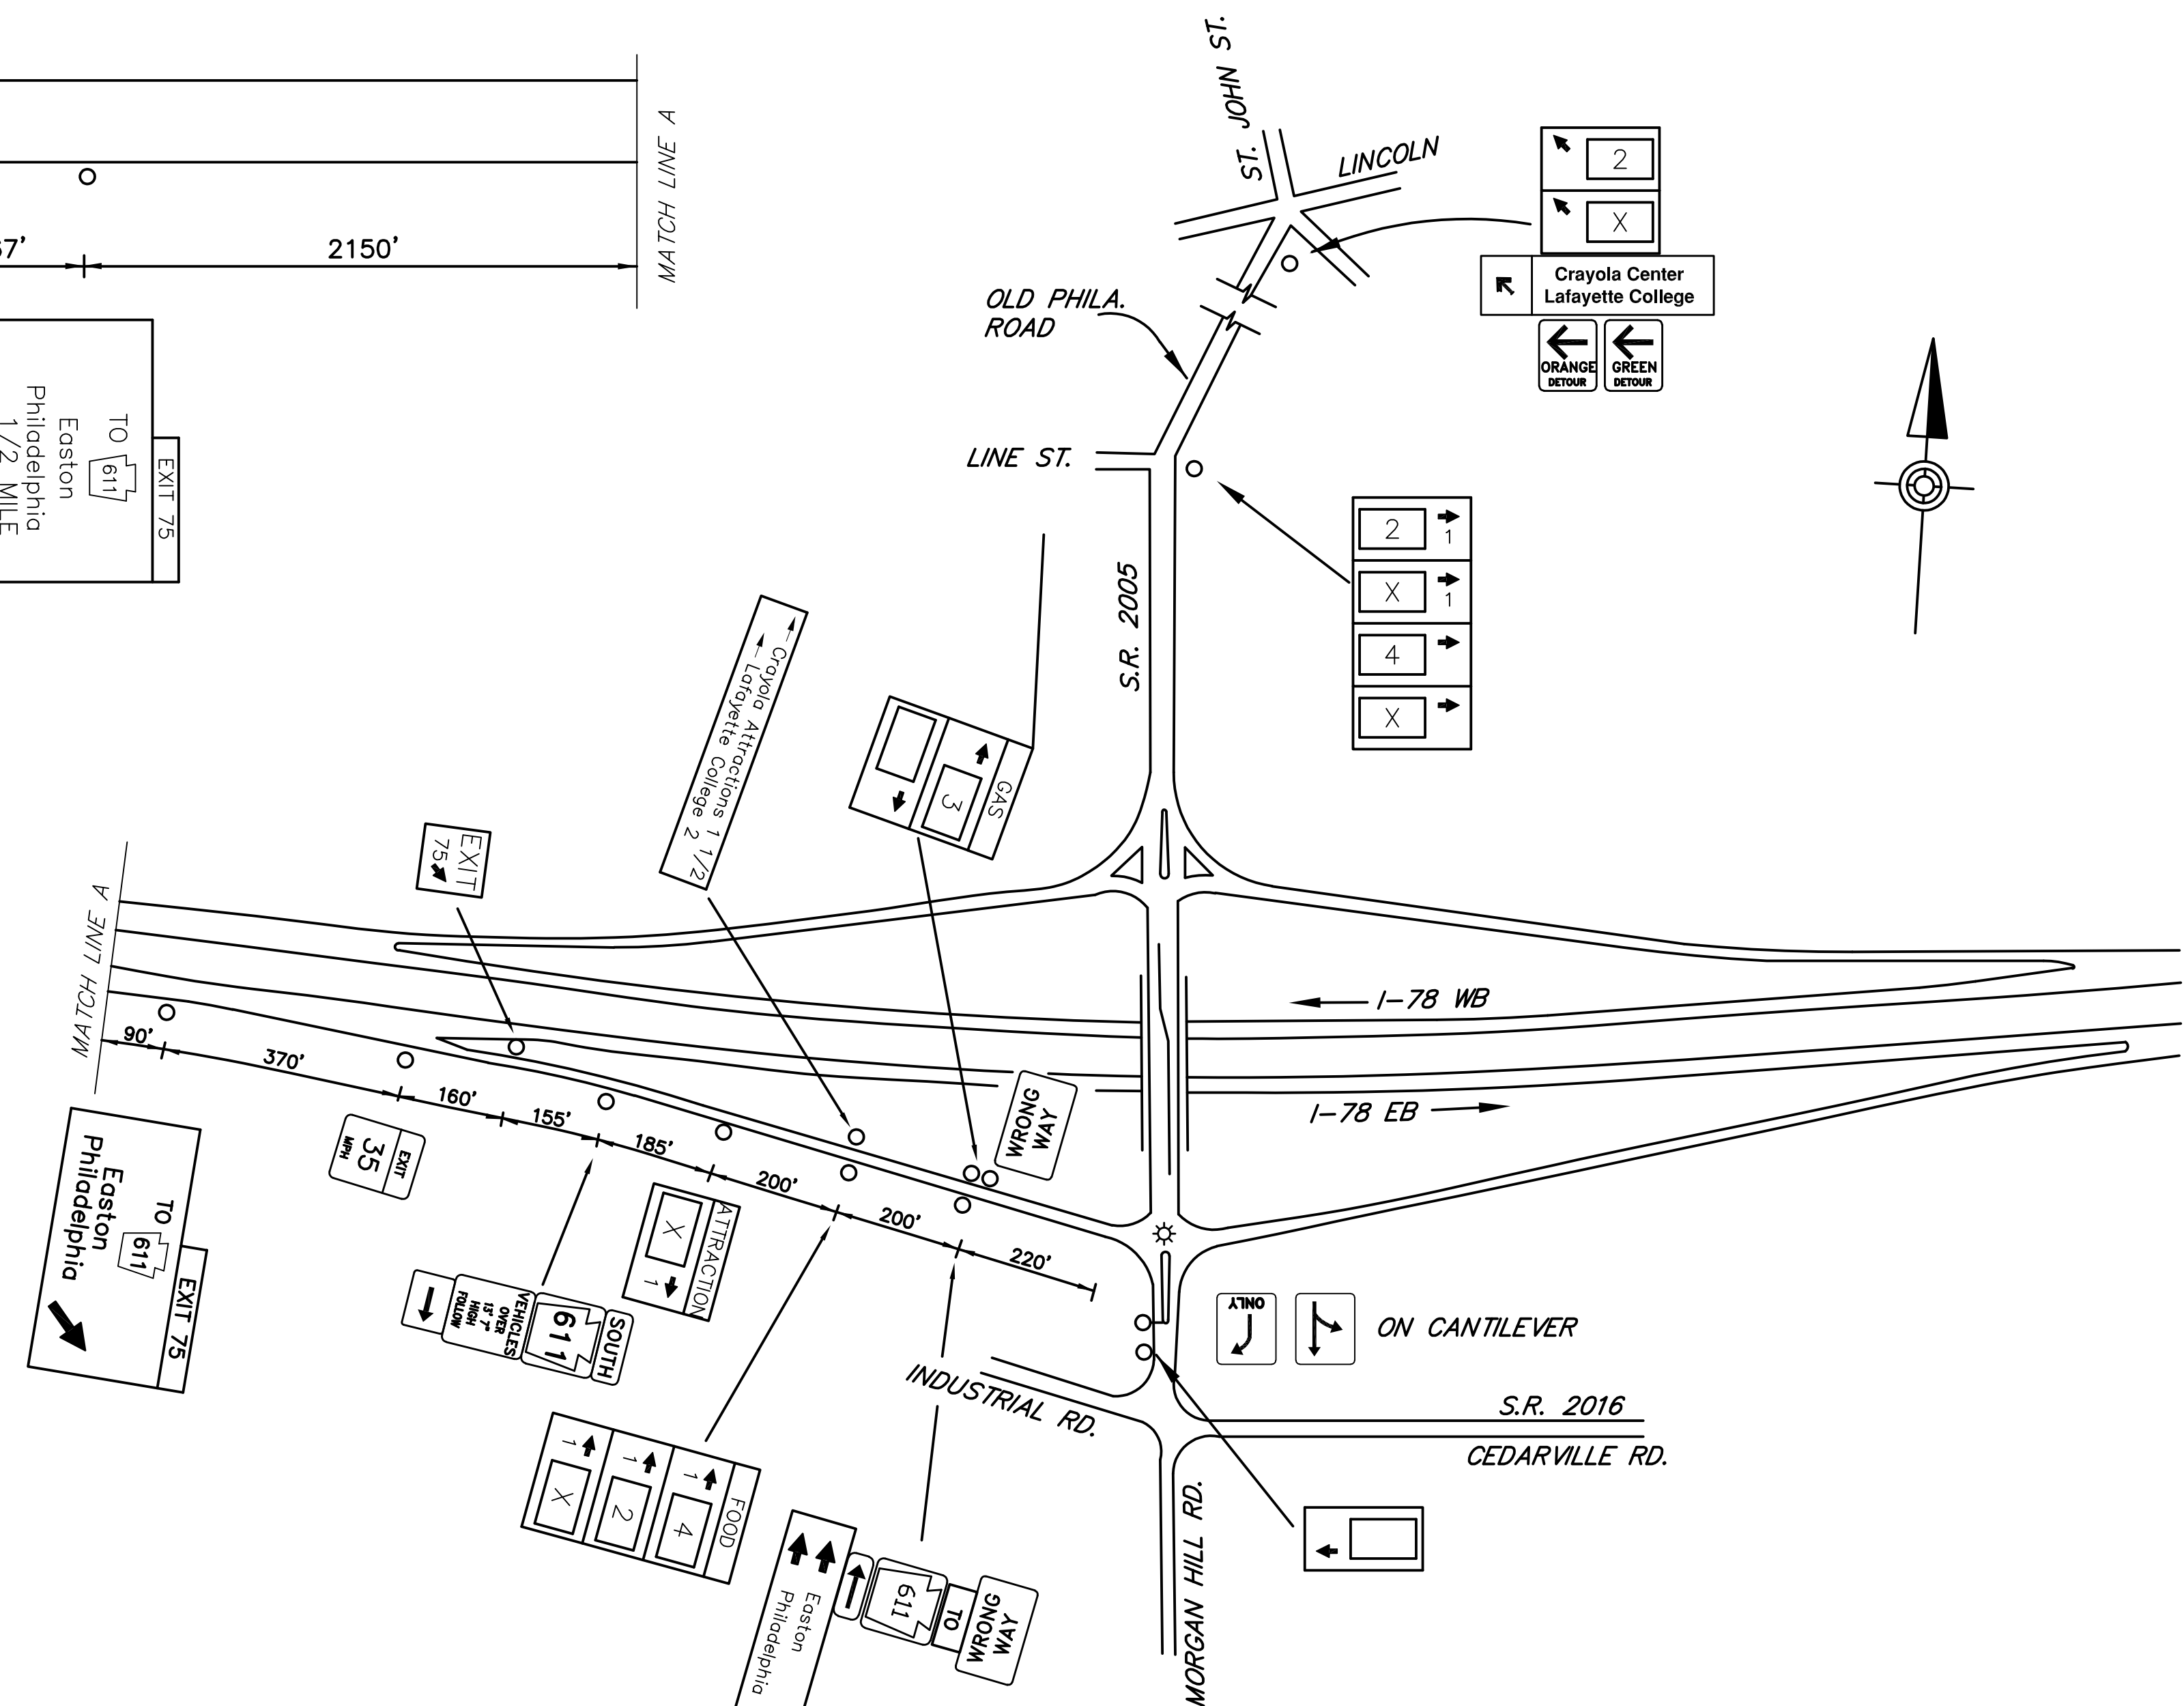 MATCH LINE A
67'
2150'
TO
611
Easton
Philadelphia
1/2 MILE
EXIT 75
ST. JOHN ST.
LINCOLN
2
X
Crayola Center
Lafayette College
ORANGE
DETOUR
GREEN
DETOUR
OLD PHILA.
ROAD
LINE ST.
S.R. 2005
2
1
X
1
4
X
Crayola Attractions 1 1/2
Lafayette College 2
GAS
3
EXIT
75
MATCH LINE A
I-78 WB
I-78 EB
90'
370'
160'
155'
185'
200'
200'
220'
WRONG
WAY
EXIT
35
MPH
EXIT 75
TO
611
Easton
Philadelphia
ATTRACTION
X
1
SOUTH
611
VEHICLES
OVER
13' 7"
HIGH
FOLLOW
ONLY
ON CANTILEVER
INDUSTRIAL RD.
S.R. 2016
CEDARVILLE RD.
MORGAN HILL RD.
FOOD
4
1
2
1
X
1
WRONG
WAY
TO
611
Easton
Philadelphia